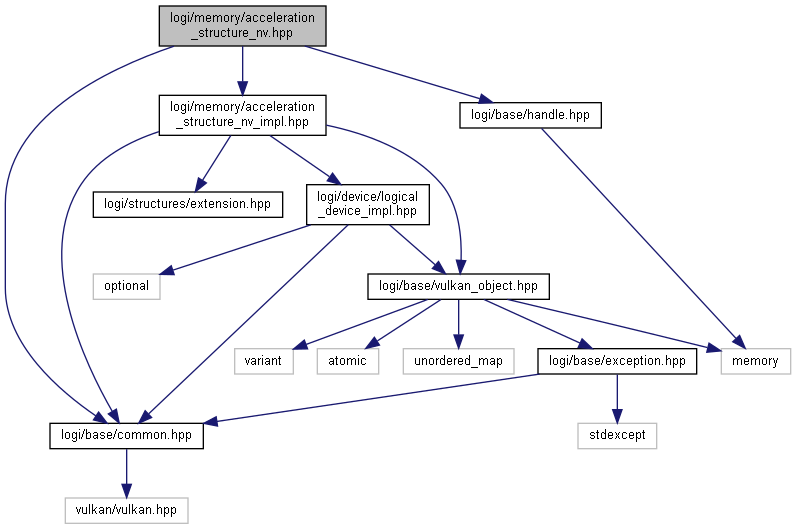 logi/memory/acceleration
_structure_nv.hpp
logi/memory/acceleration
_structure_nv_impl.hpp
logi/base/handle.hpp
logi/structures/extension.hpp
logi/device/logical
_device_impl.hpp
optional
logi/base/vulkan_object.hpp
variant
atomic
unordered_map
logi/base/exception.hpp
memory
logi/base/common.hpp
stdexcept
vulkan/vulkan.hpp